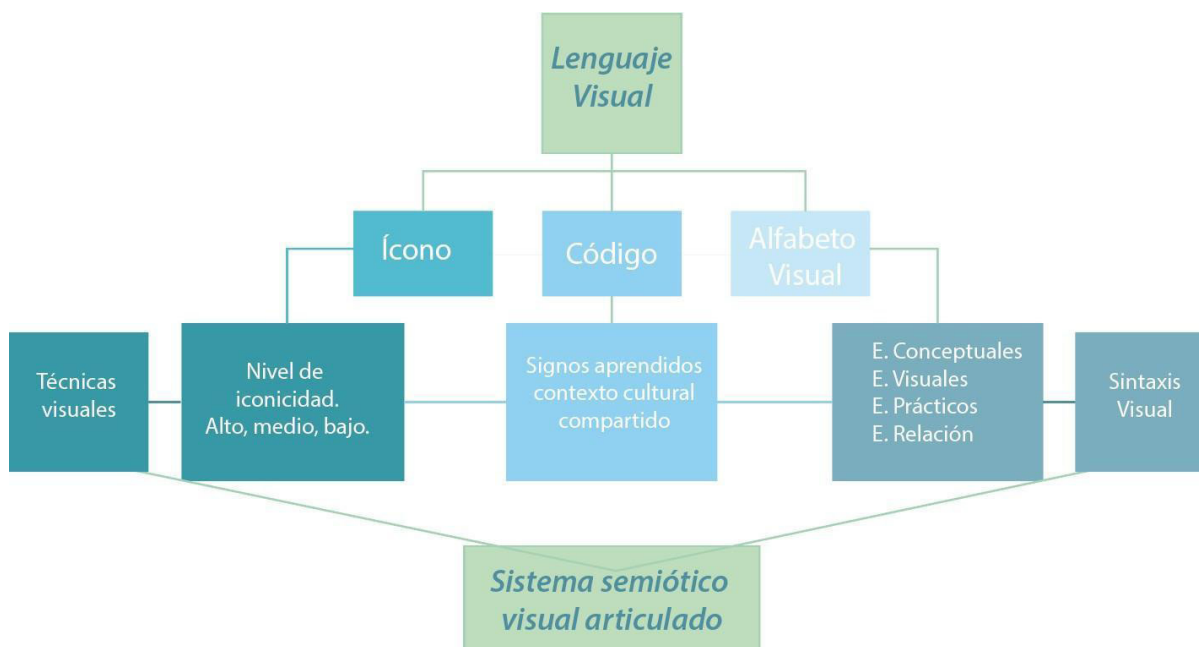 Lenguaje
Visual
Ícono
Código
Alfabeto
Visual
Técnicas
visuales
Nivel de
iconicidad.
Alto, medio, bajo.
Signos aprendidos
contexto cultural
compartido
E. Conceptuales
E. Visuales
E. Prácticos
E. Relación
Sintaxis
Visual
Sistema semiótico
visual articulado